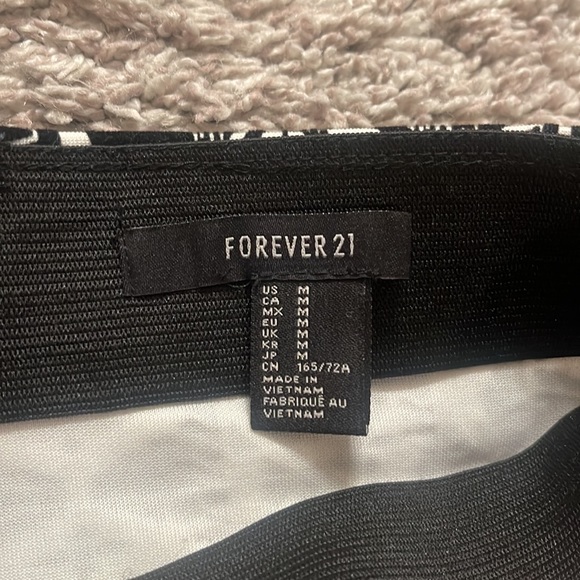 FOREVER 21
US M
CA M
MX M
EU M
UK M
KR M
JP M
CN 165/72A
MADE IN
VIETNAM
FABRIQUÉ AU
VIETNAM